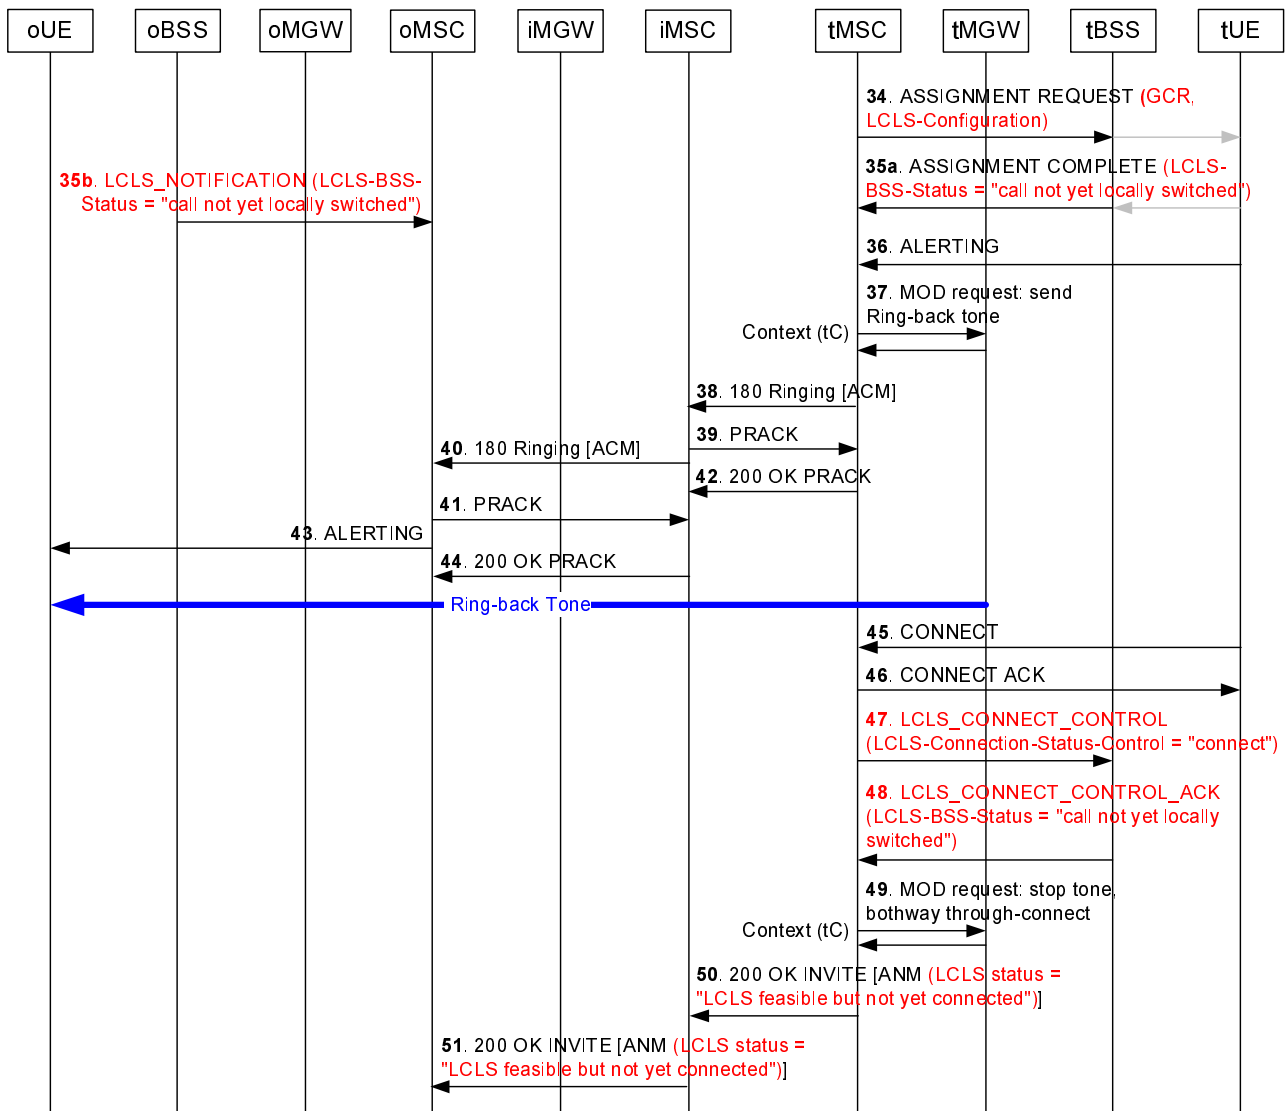 oUE oBSS oMGW oMSC iMGW iMSC tMSC tMGW tBSS tUE
34. ASSIGNMENT REQUEST (GCR,
LCLS-Configuration)
35a. ASSIGNMENT COMPLETE (LCLS-
BSS-Status = "call not yet locally switched")
35b. LCLS_NOTIFICATION (LCLS-BSS-
Status = "call not yet locally switched")
36. ALERTING
37. MOD request: send
Ring-back tone
Context (tC)
38. 180 Ringing [ACM]
39. PRACK
40. 180 Ringing [ACM]
42. 200 OK PRACK
41. PRACK
43. ALERTING
44. 200 OK PRACK
Ring-back Tone
45. CONNECT
46. CONNECT ACK
47. LCLS_CONNECT_CONTROL
(LCLS-Connection-Status-Control = "connect")
48. LCLS_CONNECT_CONTROL_ACK
(LCLS-BSS-Status = "call not yet locally
switched")
49. MOD request: stop tone,
bothway through-connect
Context (tC)
50. 200 OK INVITE [ANM (LCLS status =
"LCLS feasible but not yet connected")]
51. 200 OK INVITE [ANM (LCLS status =
"LCLS feasible but not yet connected")]